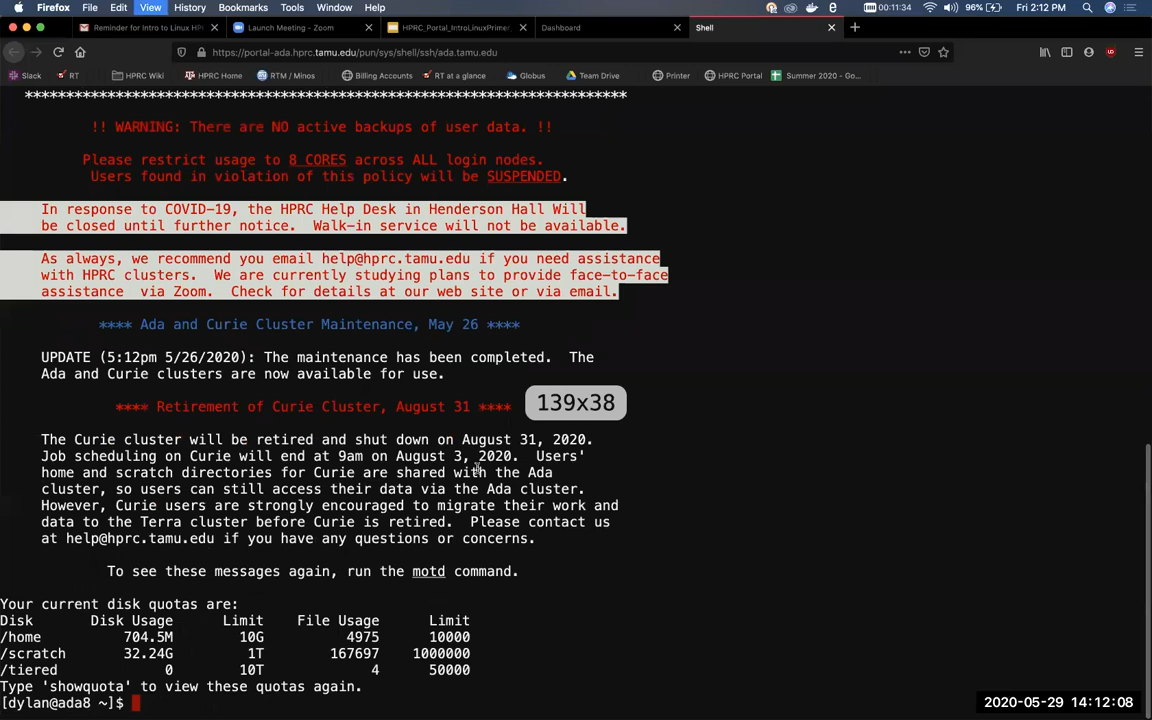 Firefox File Edit View History Bookmarks Tools Window Help 00:11:34 96% Fri 2:12 PM
Reminder for Intro to Linux HP Launch Meeting - Zoom HPRC_Portal_IntroLinuxPrimer_ Dashboard Shell
https://portal-ada.hprc.tamu.edu/pun/sys/shell/ssh/ada.tamu.edu
Slack RT HPRC Wiki HPRC Home RTM / Minos Billing Accounts RT at a glance Globus Team Drive Printer HPRC Portal Summer 2020 - Go...
*************************************************************************
!! WARNING: There are NO active backups of user data. !!
Please restrict usage to 8 CORES across ALL login nodes.
Users found in violation of this policy will be SUSPENDED.
In response to COVID-19, the HPRC Help Desk in Henderson Hall Will
be closed until further notice. Walk-in service will not be available.
As always, we recommend you email help@hprc.tamu.edu if you need assistance
with HPRC clusters. We are currently studying plans to provide face-to-face
assistance via Zoom. Check for details at our web site or via email.
**** Ada and Curie Cluster Maintenance, May 26 ****
UPDATE (5:12pm 5/26/2020): The maintenance has been completed. The
Ada and Curie clusters are now available for use.
**** Retirement of Curie Cluster, August 31 ****
139x38
The Curie cluster will be retired and shut down on August 31, 2020.
Job scheduling on Curie will end at 9am on August 3, 2020. Users'
home and scratch directories for Curie are shared with the Ada
cluster, so users can still access their data via the Ada cluster.
However, Curie users are strongly encouraged to migrate their work and
data to the Terra cluster before Curie is retired. Please contact us
at help@hprc.tamu.edu if you have any questions or concerns.
To see these messages again, run the motd command.
Your current disk quotas are:
Disk Disk Usage Limit File Usage Limit
/home 704.5M 10G 4975 10000
/scratch 32.24G 1T 167697 1000000
/tiered 0 10T 4 50000
Type 'showquota' to view these quotas again.
[dylan@ada8 ~]$
2020-05-29 14:12:08